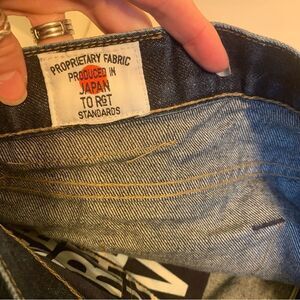 PROPRIETARY FABRIC
PRODUCED IN
JAPAN
TO R&T
STANDARDS